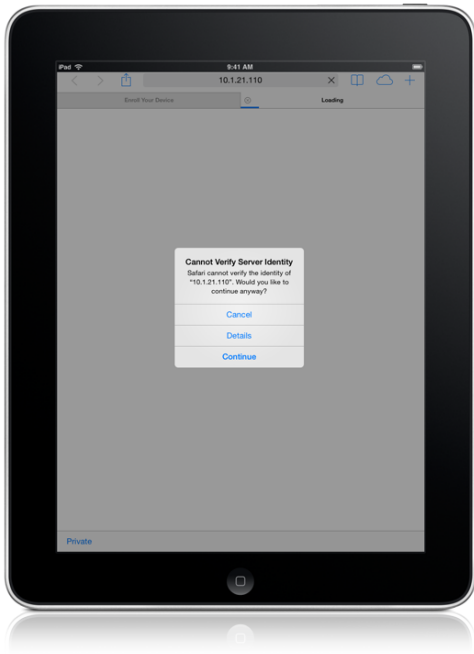 iPad 9:41 AM
10.1.21.110
Enroll Your Device Loading
Cannot Verify Server Identity
Safari cannot verify the identity of
"10.1.21.110". Would you like to
continue anyway?
Cancel
Details
Continue
Private